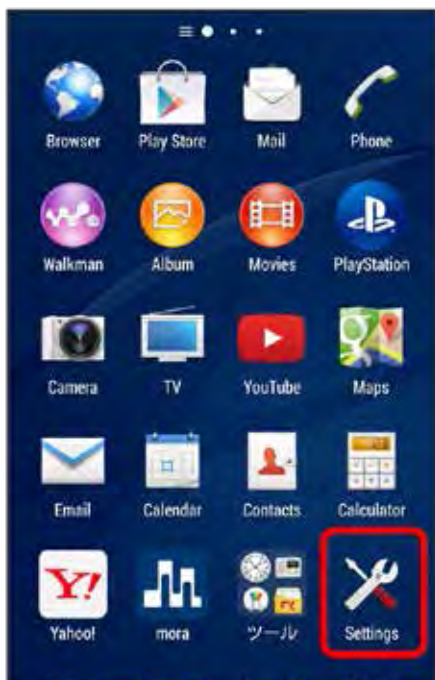 Browser Play Store Mail Phone
Walkman Album Movies PlayStation
Camera TV YouTube Maps
Email Calendar Contacts Calculator
Y!
Yahoo! mora ツール Settings